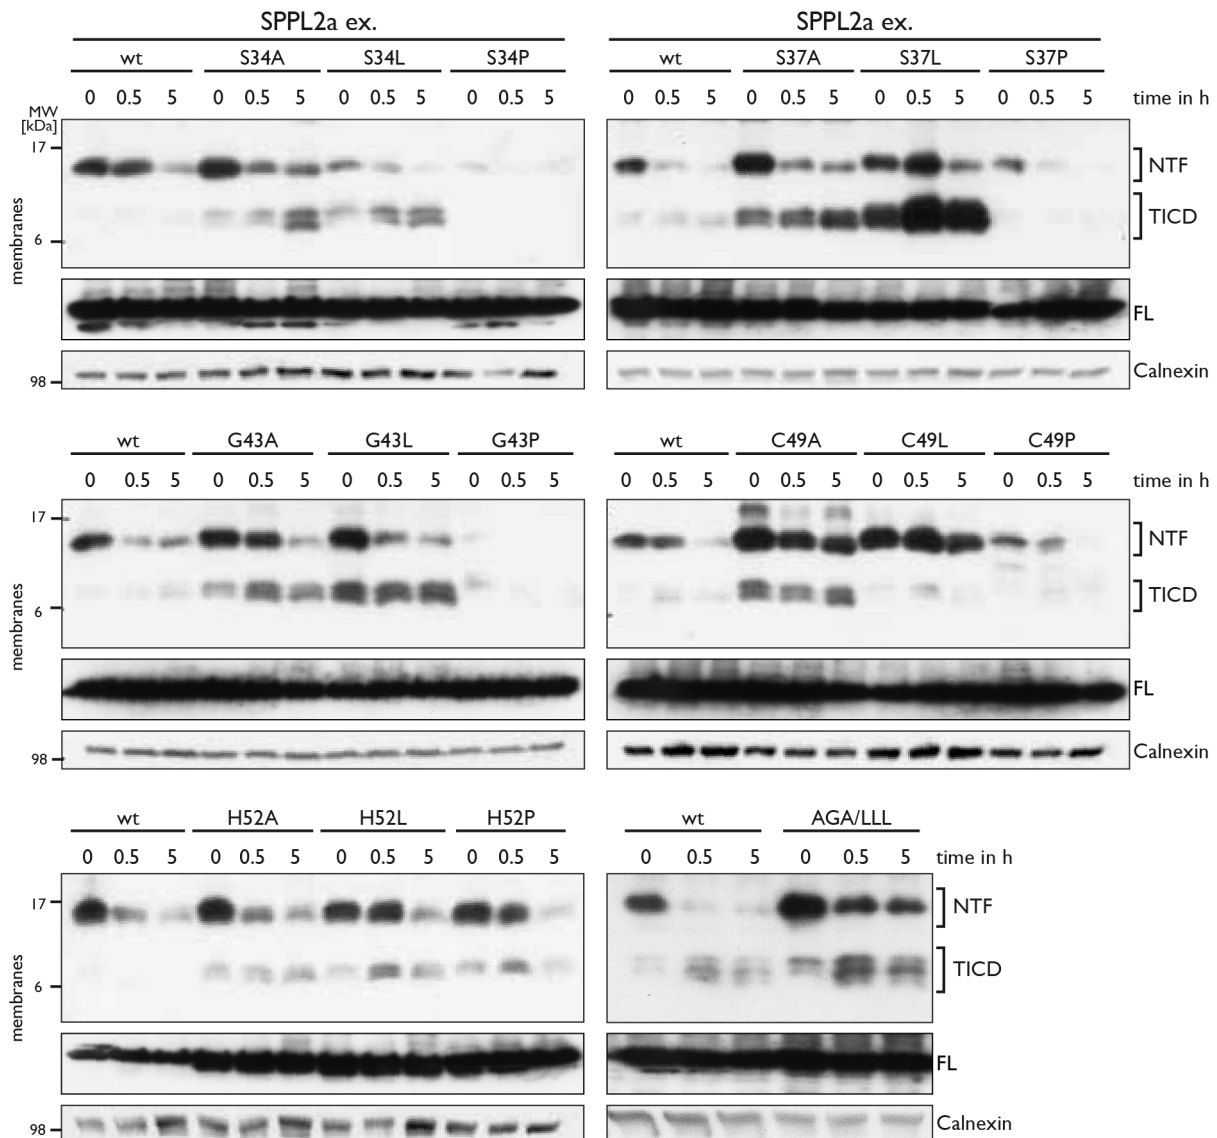 SPPL2a ex. SPPL2a ex.
wt S34A S34L S34P wt S37A S37L S37P
0 0.5 5 0 0.5 5 0 0.5 5 0 0.5 5 0 0.5 5 0 0.5 5 0 0.5 5 0 0.5 5 time in h
MW
[kDa]
17 NTF
membranes
6 TICD
FL
98 Calnexin
wt G43A G43L G43P wt C49A C49L C49P
0 0.5 5 0 0.5 5 0 0.5 5 0 0.5 5 0 0.5 5 0 0.5 5 0 0.5 5 0 0.5 5 time in h
17 NTF
membranes
6 TICD
FL
98 Calnexin
wt H52A H52L H52P wt AGA/LLL
0 0.5 5 0 0.5 5 0 0.5 5 0 0.5 5 0 0.5 5 0 0.5 5 time in h
17 NTF
membranes
6 TICD
FL
98 Calnexin